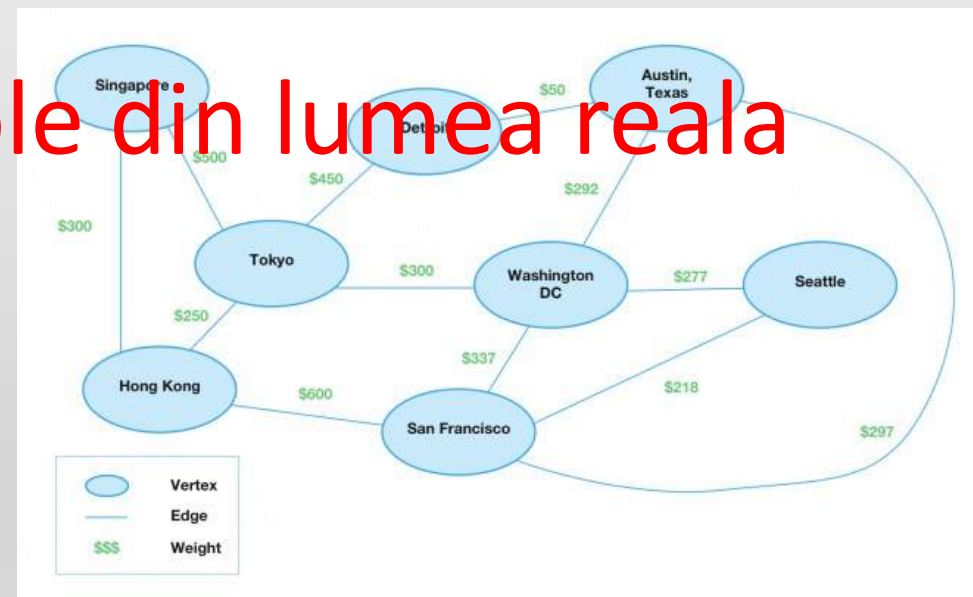 le din lumea reala
Singapore
Detroit
Austin,
Texas
$50
$500
$450
$292
$300
Tokyo
$300
Washington
DC
$277
Seattle
$250
$337
Hong Kong
$600
San Francisco
$218
$297
Vertex
Edge
$$$ Weight